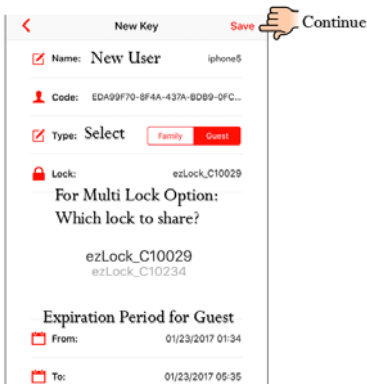 New Key Save Continue
Name: New User iphone5
Code: EDA99F70-8F4A-437A-BDB9-0FC...
Type: Select Family Guest
Lock: ezLock_C10029
For Multi Lock Option:
Which lock to share?
ezLock_C10029
ezLock_C10234
Expiration Period for Guest
From: 01/23/2017 01:34
To: 01/23/2017 05:35